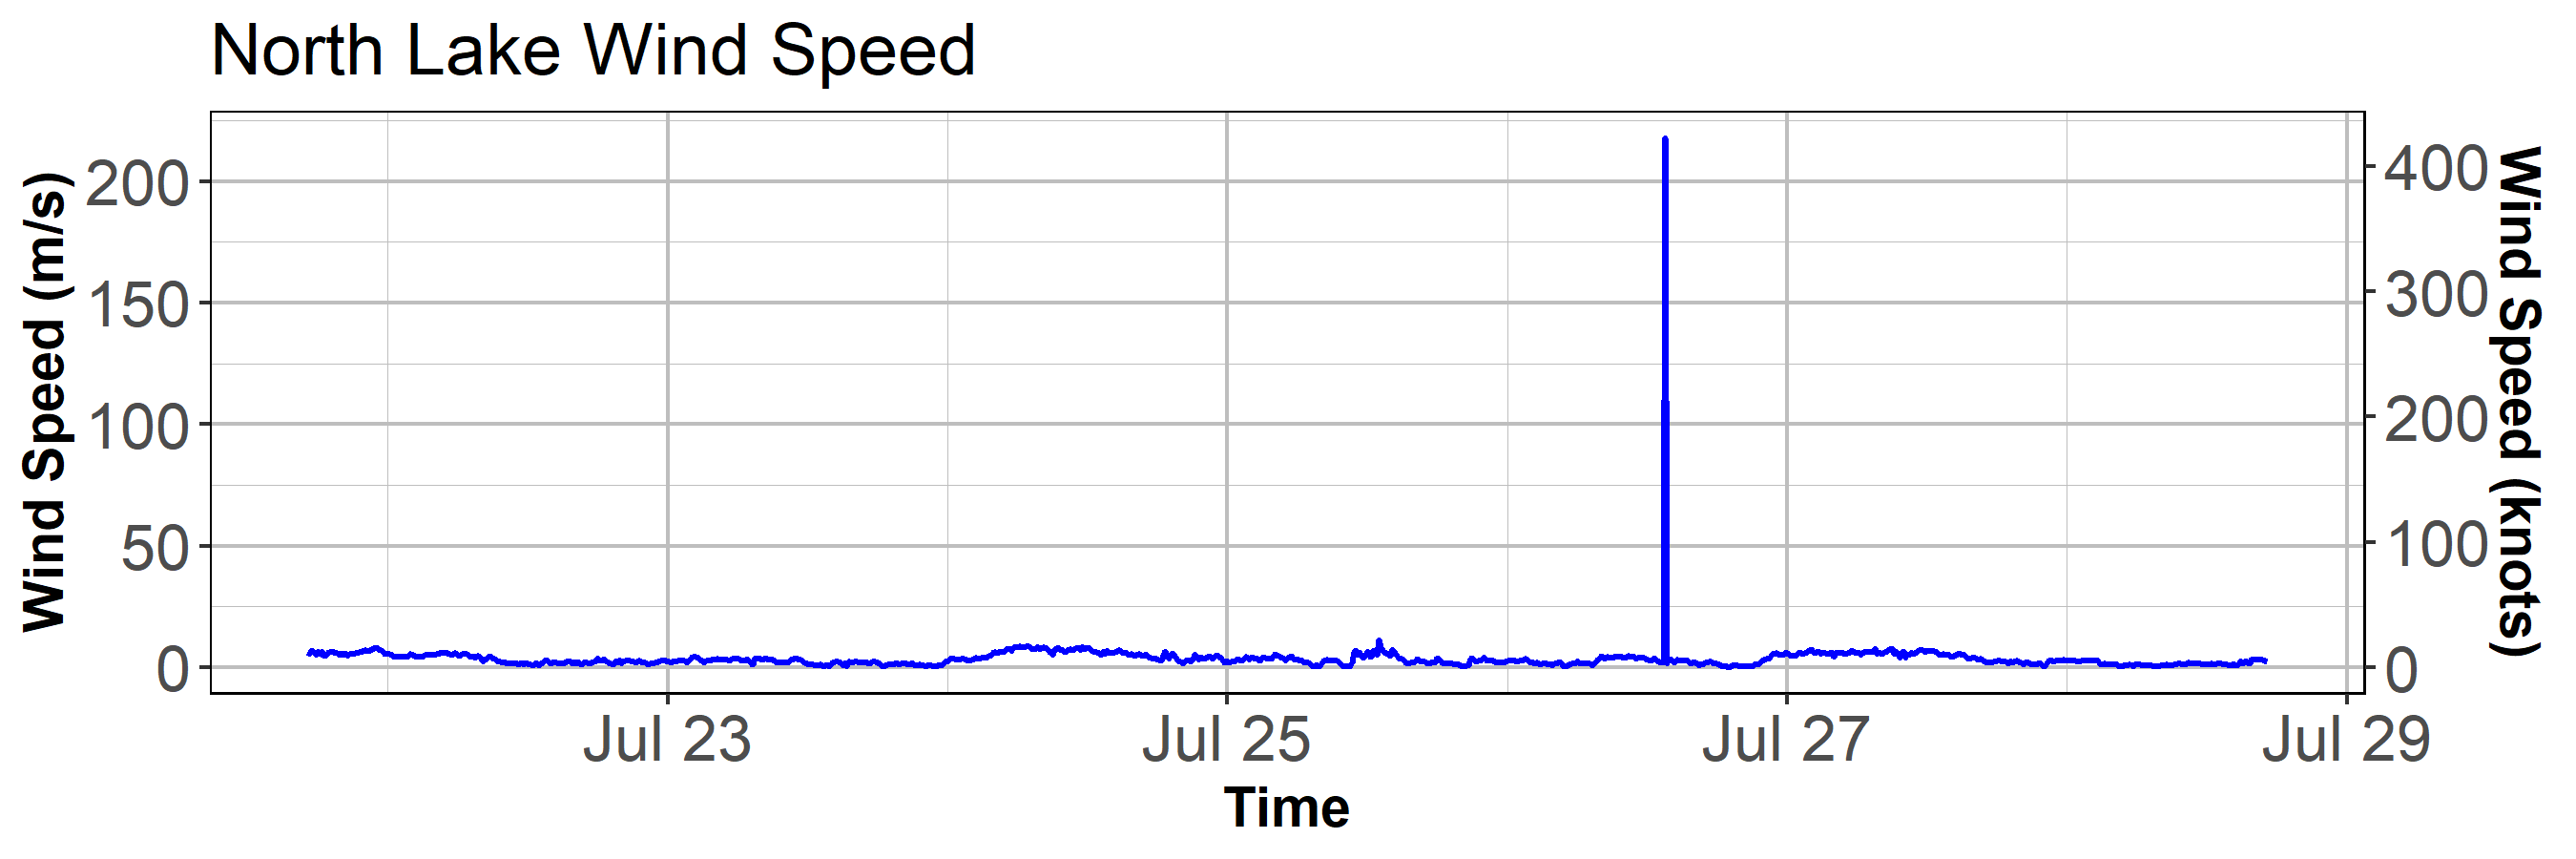 North Lake Wind Speed
Wind Speed (m/s)
200
150
100
50
0
400
300
200
100
0
Wind Speed (knots)
Jul 23 Jul 25 Jul 27 Jul 29
Time